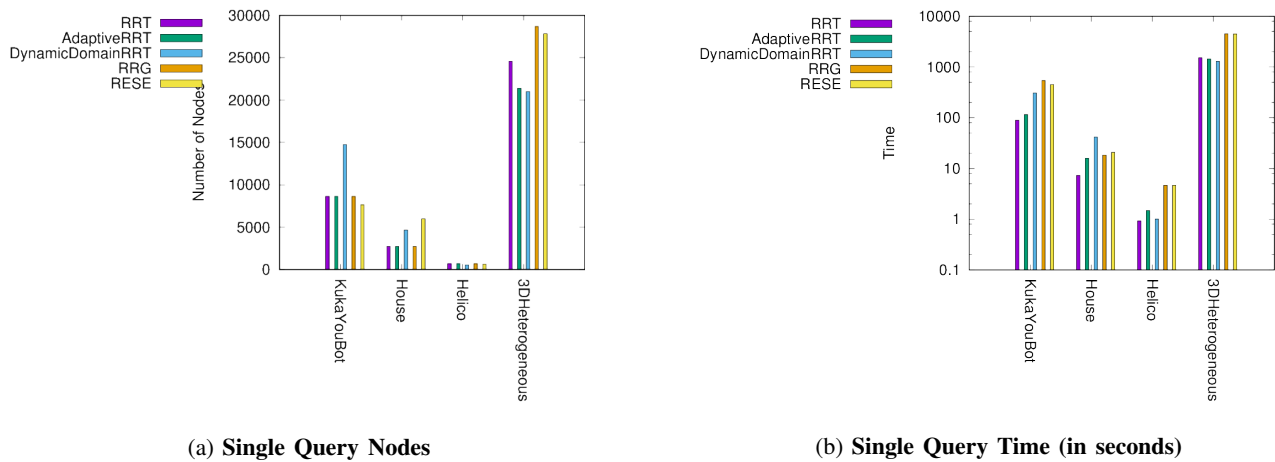 RRT
AdaptiveRRT
DynamicDomainRRT
RRG
RESE
Number of Nodes
30000
25000
20000
15000
10000
5000
0
KukaYouBot
House
Helico
3DHeterogeneous
(a) Single Query Nodes
RRT
AdaptiveRRT
DynamicDomainRRT
RRG
RESE
Time
10000
1000
100
10
1
0.1
KukaYouBot
House
Helico
3DHeterogeneous
(b) Single Query Time (in seconds)